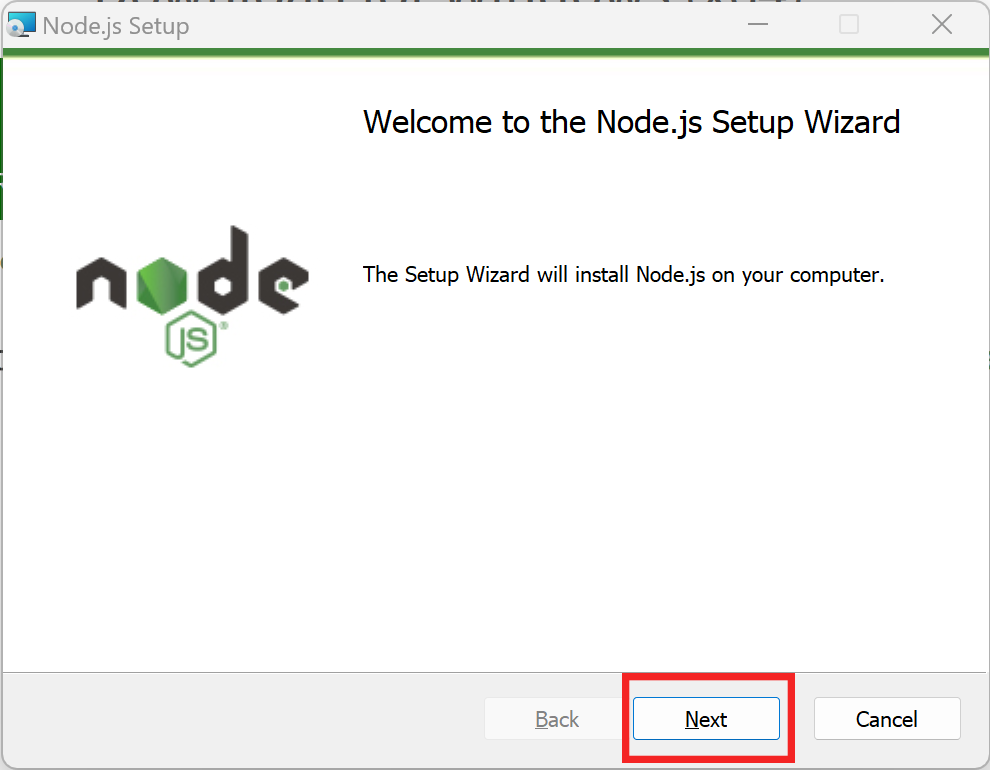 Node.js Setup
Welcome to the Node.js Setup Wizard
The Setup Wizard will install Node.js on your computer.
node
JS®
Back
Next
Cancel